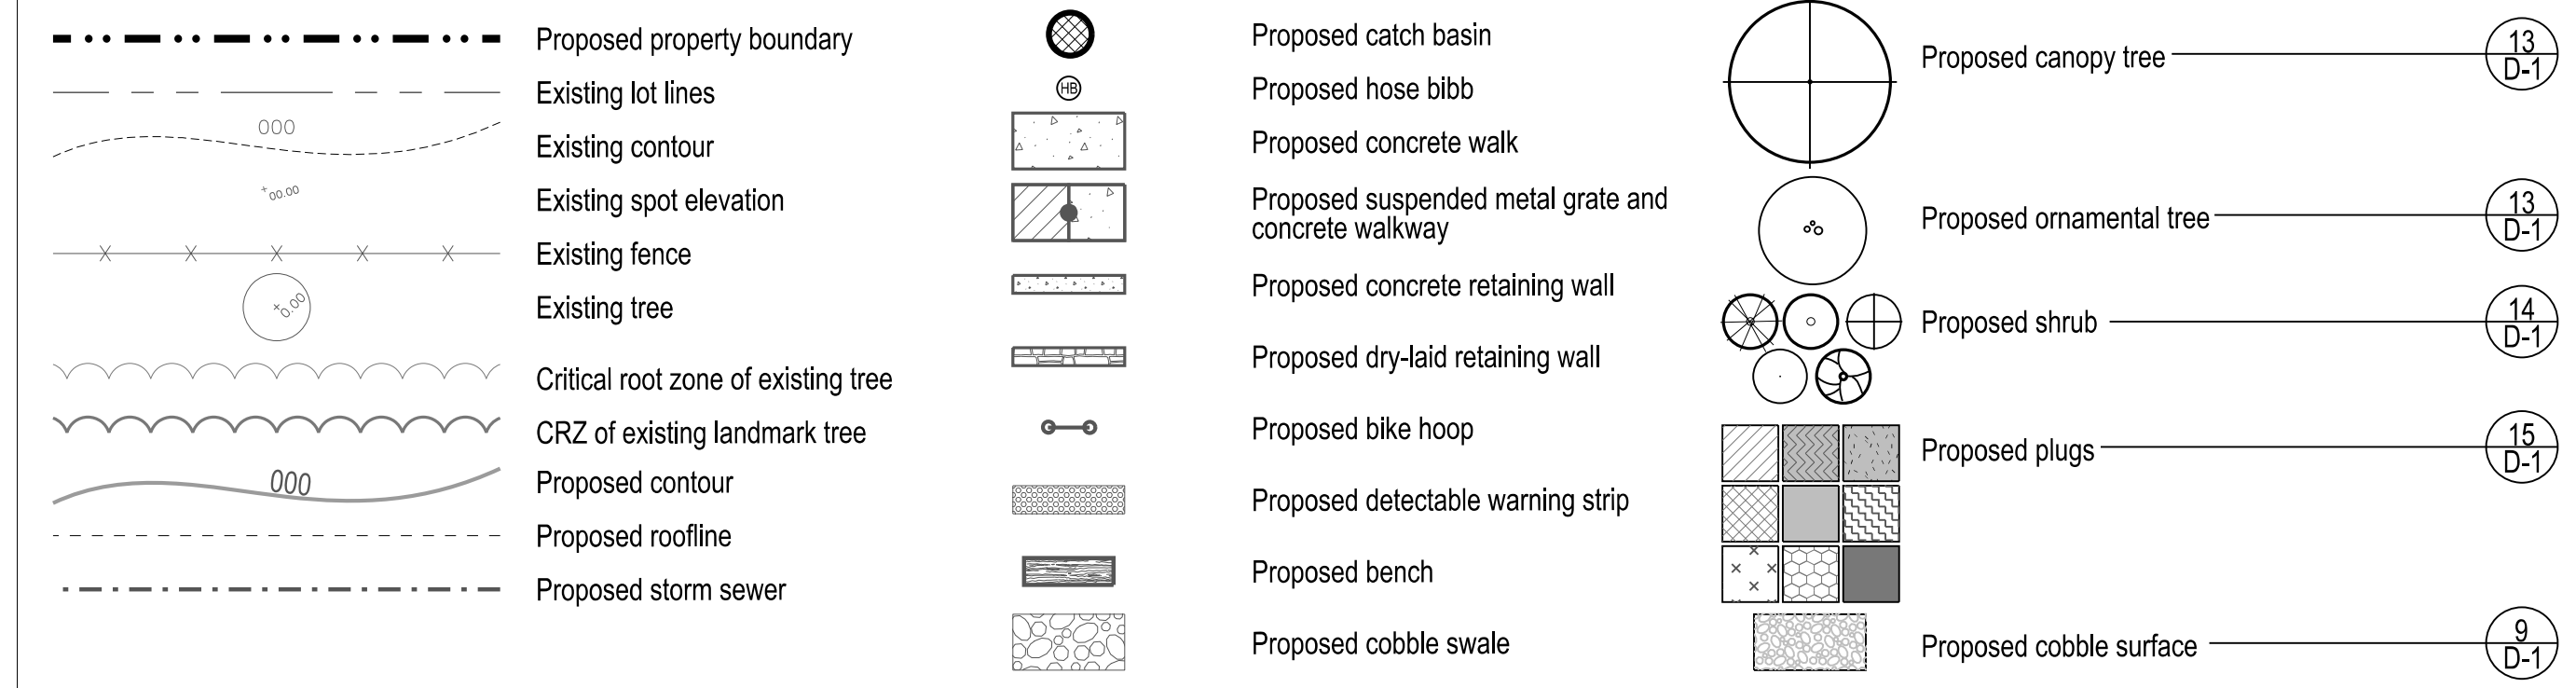 Proposed property boundary
Existing lot lines
000
Existing contour
+00.00
Existing spot elevation
Existing fence
+0.00
Existing tree
Critical root zone of existing tree
CRZ of existing landmark tree
000
Proposed contour
Proposed roofline
Proposed storm sewer
Proposed catch basin
HB
Proposed hose bibb
Proposed concrete walk
Proposed suspended metal grate and
concrete walkway
Proposed concrete retaining wall
Proposed dry-laid retaining wall
Proposed bike hoop
Proposed detectable warning strip
Proposed bench
Proposed cobble swale
Proposed canopy tree
13
D-1
Proposed ornamental tree
13
D-1
Proposed shrub
14
D-1
Proposed plugs
15
D-1
Proposed cobble surface
9
D-1